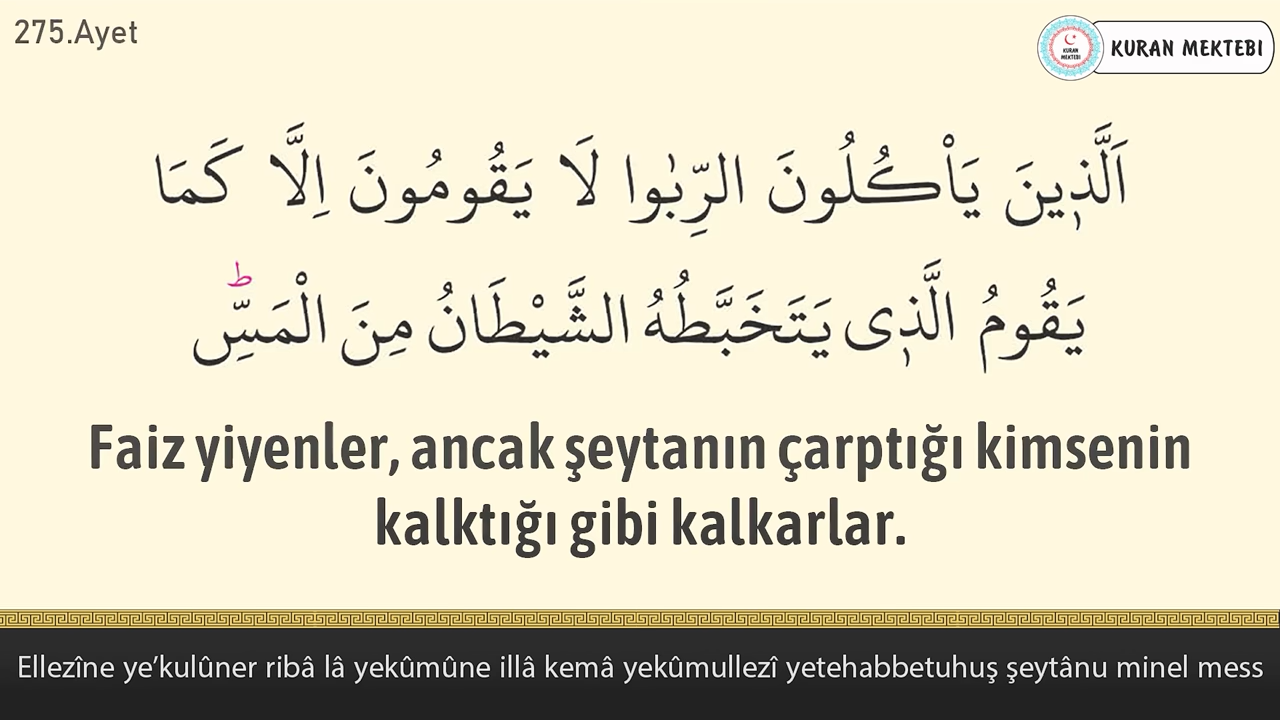 275.Ayet
KURAN MEKTEBI
KURAN
MEKTEBİ
اَلَّذ۪ينَ يَأْكُلُونَ الرِّبٰوا لَا يَقُومُونَ اِلَّا كَمَا
يَقُومُ الَّذ۪ى يَتَخَبَّطُهُ الشَّيْطَانُ مِنَ الْمَسِّۜ
Faiz yiyenler, ancak şeytanın çarptığı kimsenin
kalktığı gibi kalkarlar.
Ellezîne ye’kulûner ribâ lâ yekûmûne illâ kemâ yekûmullezî yetehabbetuhuş şeytânu minel mess